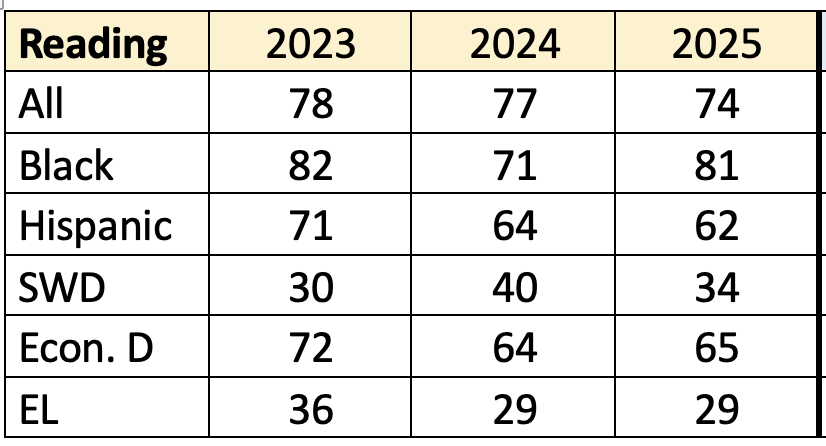 Reading 2023 2024 2025
All 78 77 74
Black 82 71 81
Hispanic 71 64 62
SWD 30 40 34
Econ. D 72 64 65
EL 36 29 29